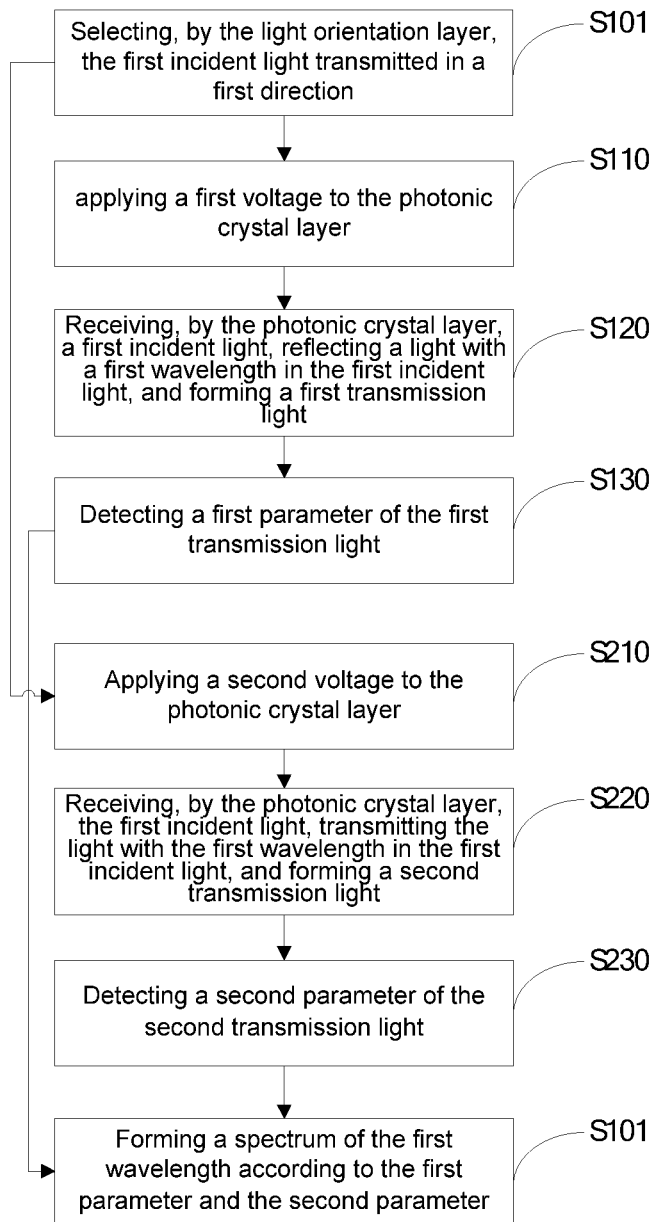 Selecting, by the light orientation layer,
the first incident light transmitted in a
first direction
S101
applying a first voltage to the photonic
crystal layer
S110
Receiving, by the photonic crystal layer,
a first incident light, reflecting a light with
a first wavelength in the first incident
light, and forming a first transmission
light
S120
Detecting a first parameter of the first
transmission light
S130
Applying a second voltage to the
photonic crystal layer
S210
Receiving, by the photonic crystal layer,
the first incident light, transmitting the
light with the first wavelength in the first
incident light, and forming a second
transmission light
S220
Detecting a second parameter of the
second transmission light
S230
Forming a spectrum of the first
wavelength according to the first
parameter and the second parameter
S101